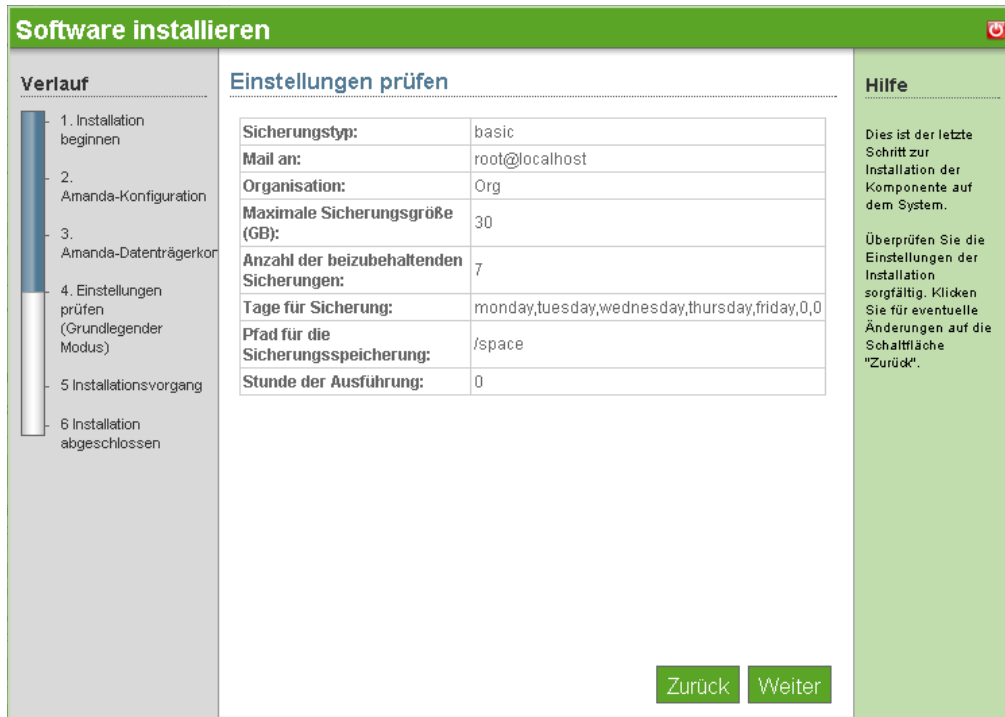 Software installieren
Verlauf
1. Installation
beginnen
2.
Amanda-Konfiguration
3.
Amanda-Datenträgerkor
4. Einstellungen
prüfen
(Grundlegender
Modus)
5 Installationsvorgang
6 Installation
abgeschlossen
Einstellungen prüfen
Sicherungstyp: basic
Mail an: root@localhost
Organisation: Org
Maximale Sicherungsgröße
(GB): 30
Anzahl der beizubehaltenden
Sicherungen: 7
Tage für Sicherung: monday,tuesday,wednesday,thursday,friday,0,0
Pfad für die
Sicherungsspeicherung: /space
Stunde der Ausführung: 0
Zurück Weiter
Hilfe
Dies ist der letzte
Schritt zur
Installation der
Komponente auf
dem System.
Überprüfen Sie die
Einstellungen der
Installation
sorgfältig. Klicken
Sie für eventuelle
Änderungen auf die
Schaltfläche
"Zurück".